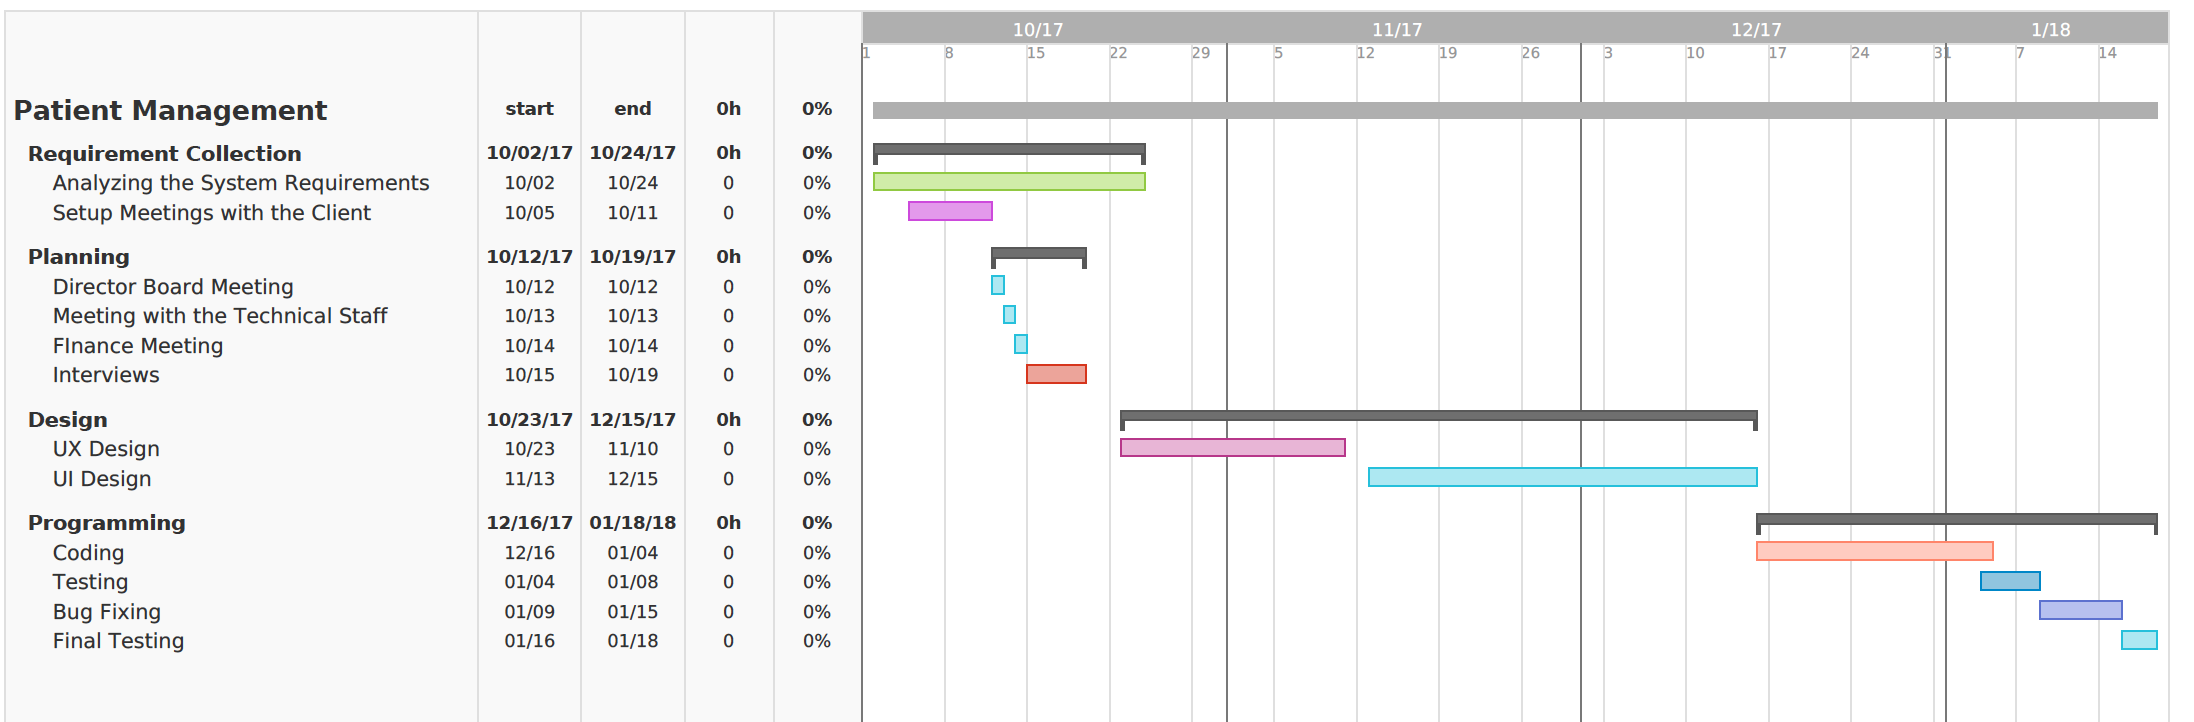 10/17 11/17 12/17 1/18
1 8 15 22 29 5 12 19 26 3 10 17 24 31 7 14
Patient Management start end 0h 0%
Requirement Collection 10/02/17 10/24/17 0h 0%
Analyzing the System Requirements 10/02 10/24 0 0%
Setup Meetings with the Client 10/05 10/11 0 0%
Planning 10/12/17 10/19/17 0h 0%
Director Board Meeting 10/12 10/12 0 0%
Meeting with the Technical Staff 10/13 10/13 0 0%
FInance Meeting 10/14 10/14 0 0%
Interviews 10/15 10/19 0 0%
Design 10/23/17 12/15/17 0h 0%
UX Design 10/23 11/10 0 0%
UI Design 11/13 12/15 0 0%
Programming 12/16/17 01/18/18 0h 0%
Coding 12/16 01/04 0 0%
Testing 01/04 01/08 0 0%
Bug Fixing 01/09 01/15 0 0%
Final Testing 01/16 01/18 0 0%